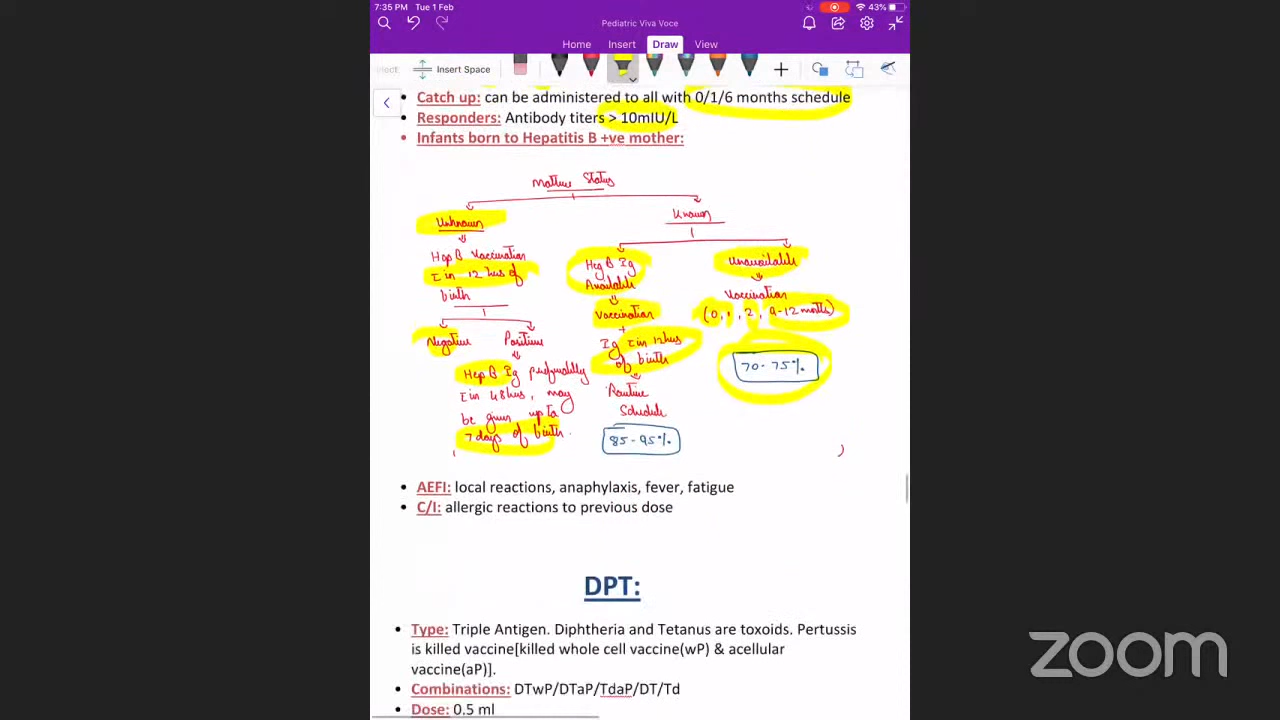 7:35 PM Tue 1 Feb
43%
Pediatric Viva Voce
Home Insert Draw View
Insert Space
Catch up: can be administered to all with 0/1/6 months schedule
Responders: Antibody titers > 10mIU/L
Infants born to Hepatitis B +ve mother:
Status
Unknown
Known
Hep B vaccination
in 12 hrs of
birth
Negative Positive
Hep B Ig preferably
in 48 hrs, may
be given upto
7 days of birth.
Hep B Ig
Available
Vaccination
+
Ig in 12 hrs
of birth
Routine
Schedule
85-95%
Unavailable
Vaccination
(0, 1, 2, 9-12 months)
70-75%
AEFI: local reactions, anaphylaxis, fever, fatigue
C/I: allergic reactions to previous dose
DPT:
Type: Triple Antigen. Diphtheria and Tetanus are toxoids. Pertussis
is killed vaccine[killed whole cell vaccine(wP) & acellular
vaccine(aP)].
Combinations: DTwP/DTaP/TdaP/DT/Td
Dose: 0.5 ml
zoom